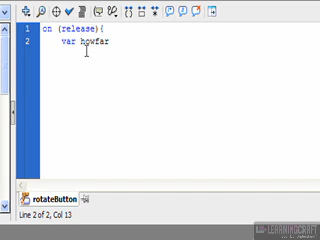 1 on (release){
2 var howfar
rotateButton
Line 2 of 2, Col 13
LEARNINGCRAFT